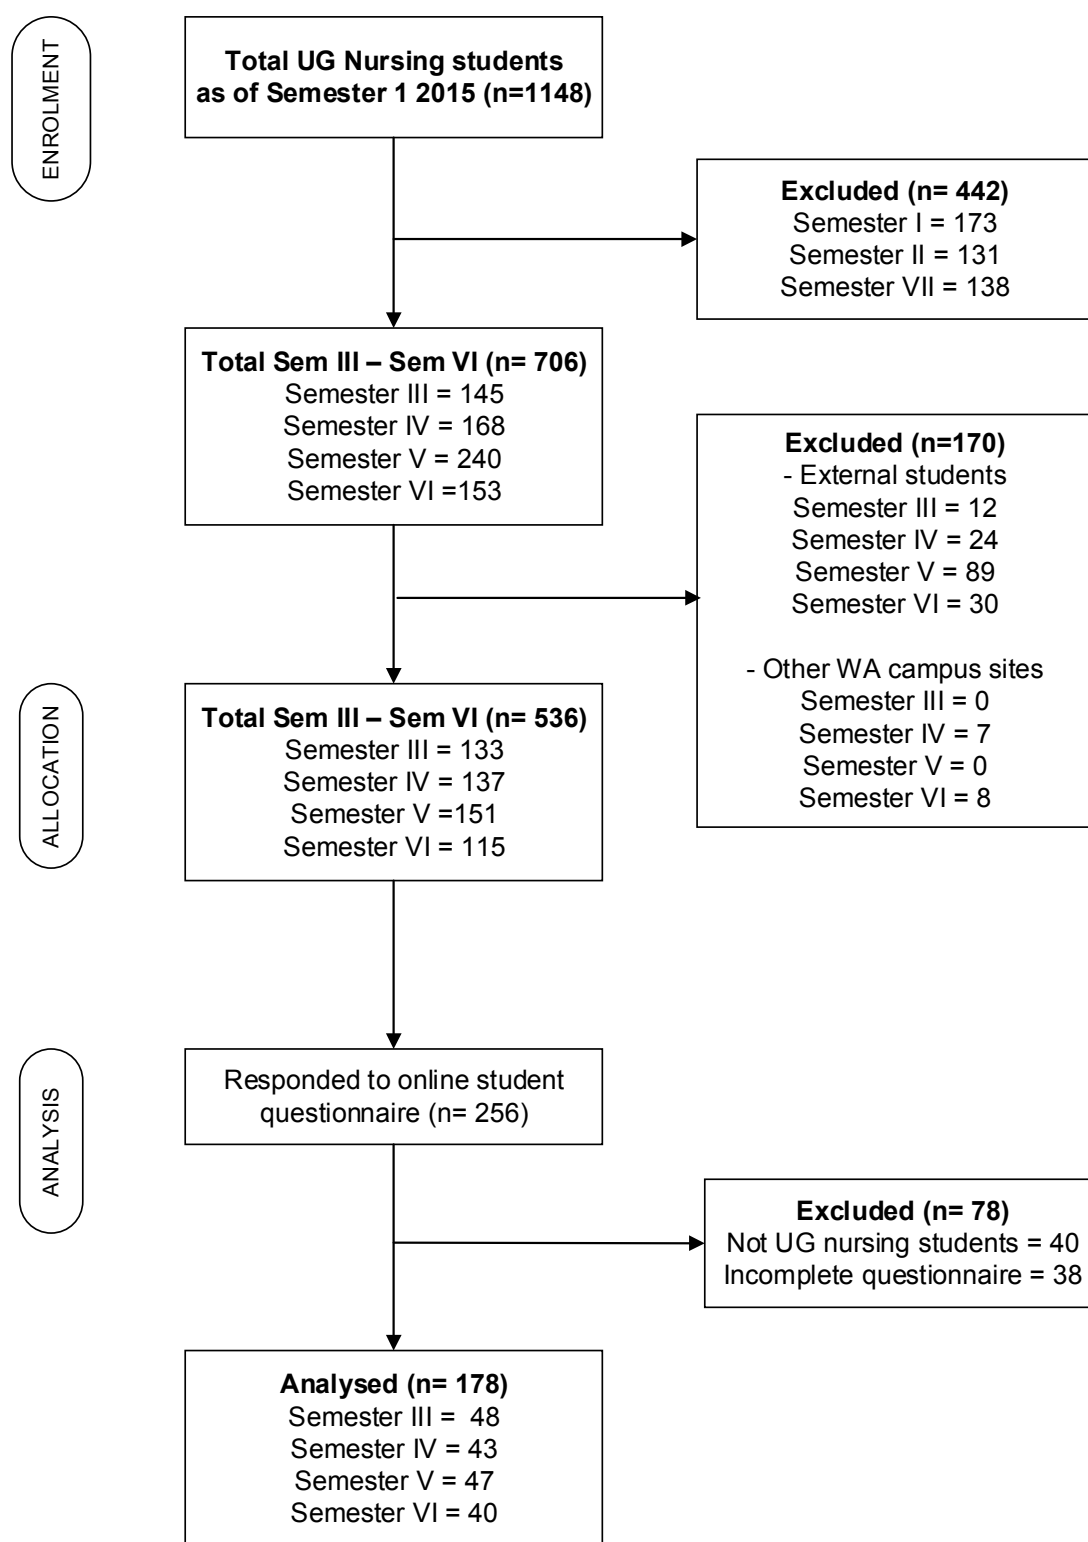 ENROLMENT
Total UG Nursing students
as of Semester 1 2015 (n=1148)
Excluded (n= 442)
Semester I = 173
Semester II = 131
Semester VII = 138
Total Sem III – Sem VI (n= 706)
Semester III = 145
Semester IV = 168
Semester V = 240
Semester VI =153
Excluded (n=170)
- External students
Semester III = 12
Semester IV = 24
Semester V = 89
Semester VI = 30
- Other WA campus sites
Semester III = 0
Semester IV = 7
Semester V = 0
Semester VI = 8
ALLOCATION
Total Sem III – Sem VI (n= 536)
Semester III = 133
Semester IV = 137
Semester V =151
Semester VI = 115
ANALYSIS
Responded to online student
questionnaire (n= 256)
Excluded (n= 78)
Not UG nursing students = 40
Incomplete questionnaire = 38
Analysed (n= 178)
Semester III =  48
Semester IV = 43
Semester V = 47
Semester VI = 40